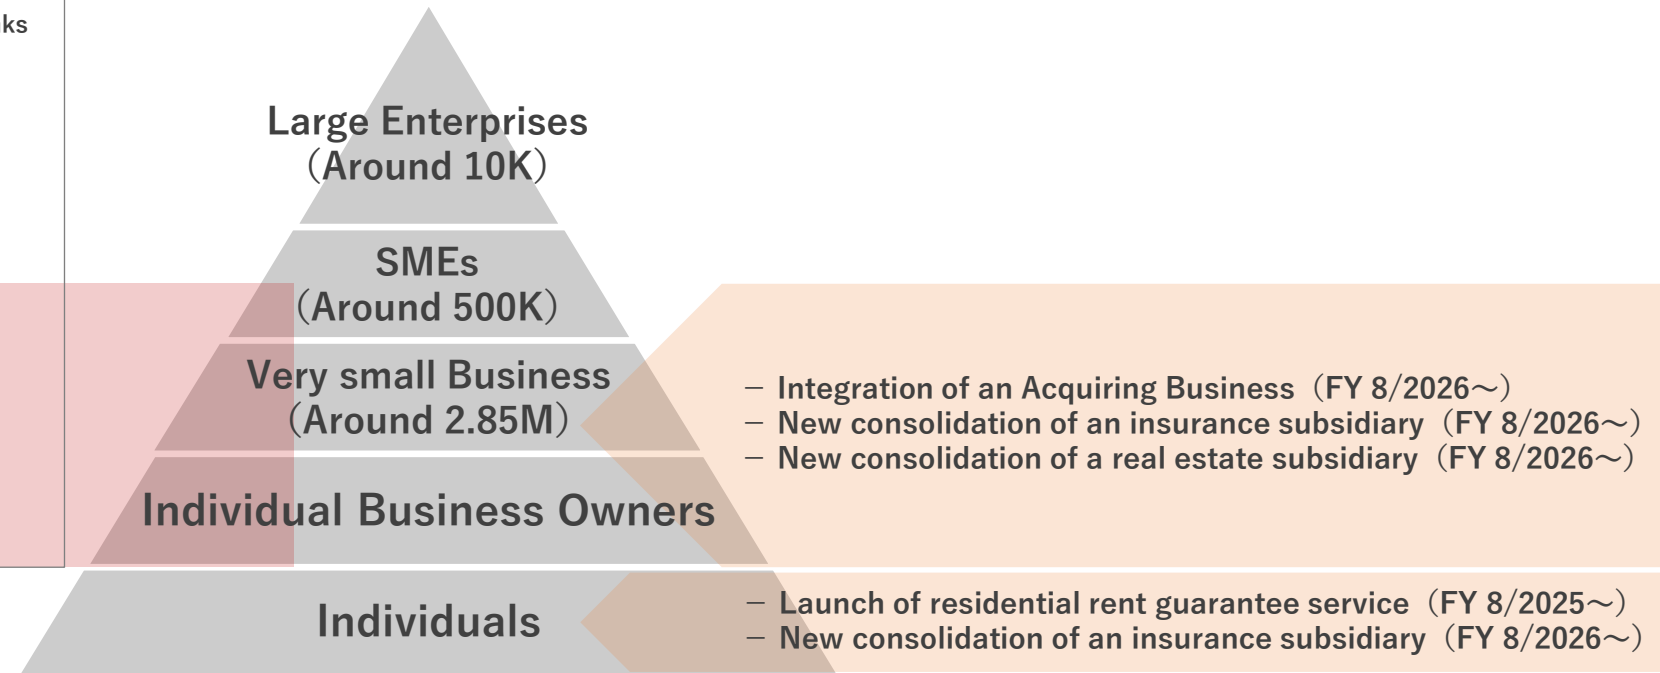 Large Enterprises
（Around 10K）
SMEs
（Around 500K）
Very small Business
（Around 2.85M）
Individual Business Owners
Individuals
－ Integration of an Acquiring Business（FY 8/2026～）
－ New consolidation of an insurance subsidiary（FY 8/2026～）
－ New consolidation of a real estate subsidiary（FY 8/2026～）
－ Launch of residential rent guarantee service（FY 8/2025～）
－ New consolidation of an insurance subsidiary（FY 8/2026～）